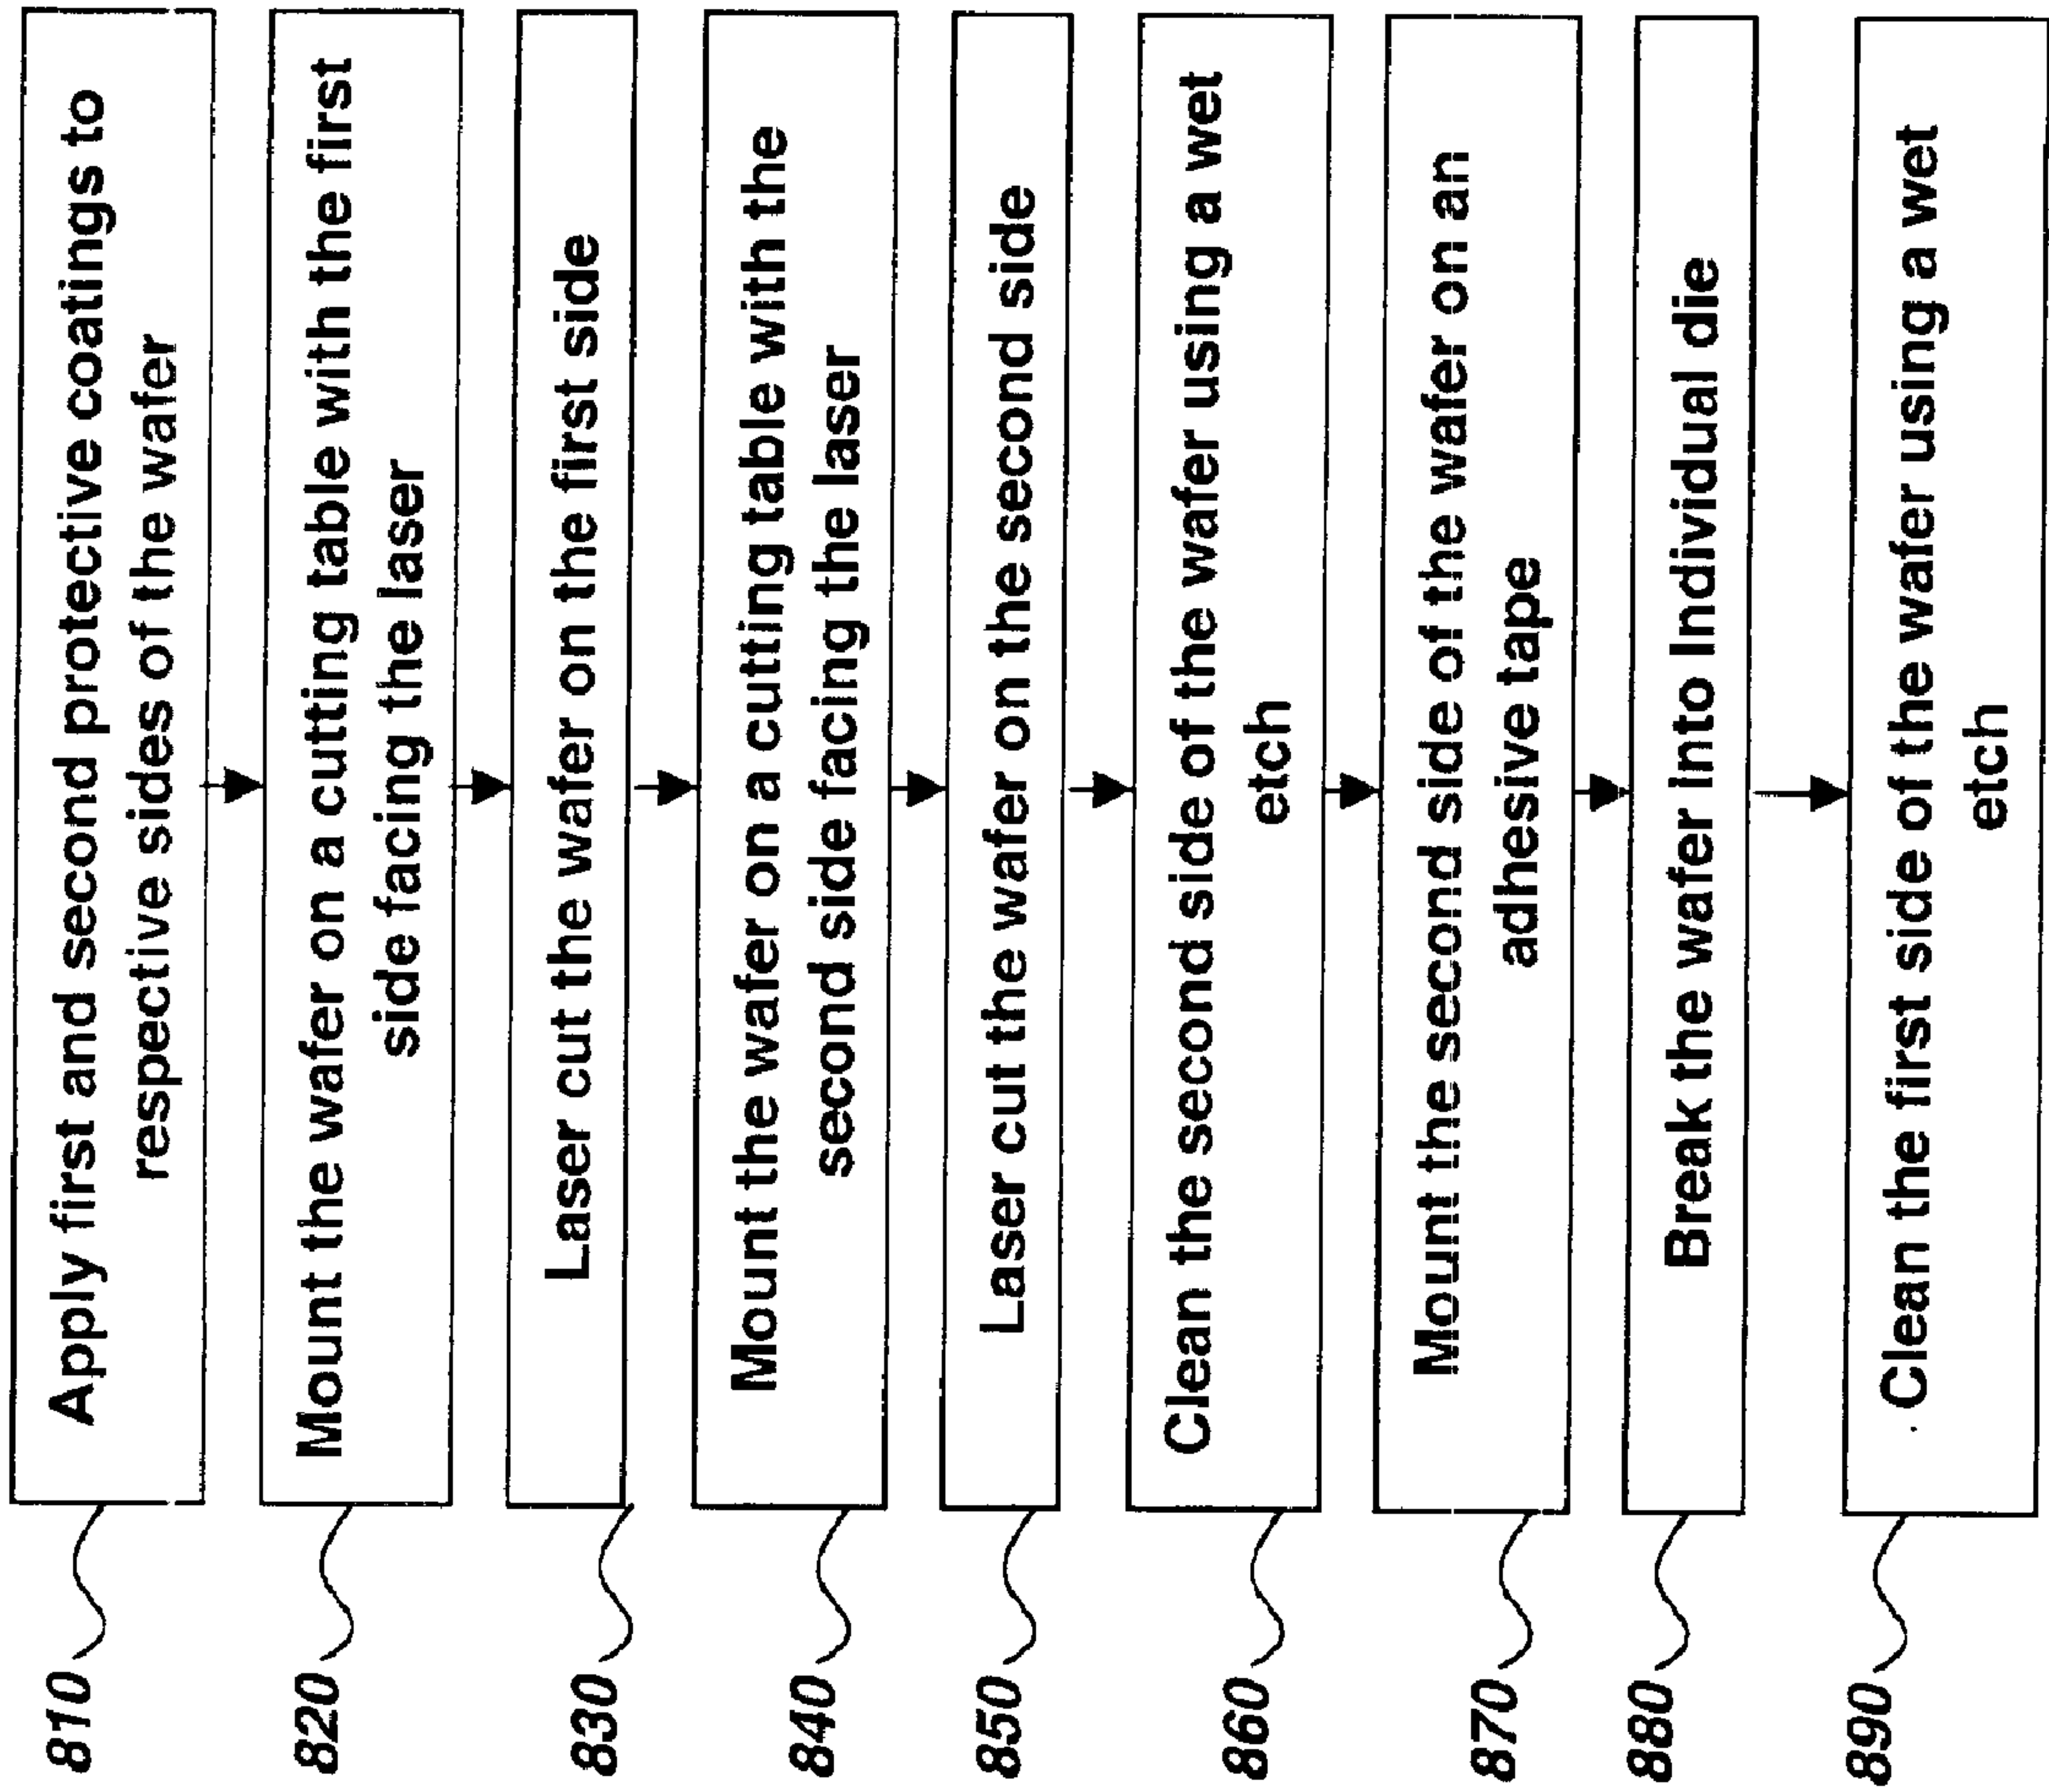 810
Apply first and second protective coatings to
respective sides of the wafer
820
Mount the wafer on a cutting table with the first
side facing the laser
830
Laser cut the wafer on the first side
840
Mount the wafer on a cutting table with the
second side facing the laser
850
Laser cut the wafer on the second side
860
Clean the second side of the wafer using a wet
etch
870
Mount the second side of the wafer on an
adhesive tape
880
Break the wafer into Individual die
890
Clean the first side of the wafer using a wet
etch